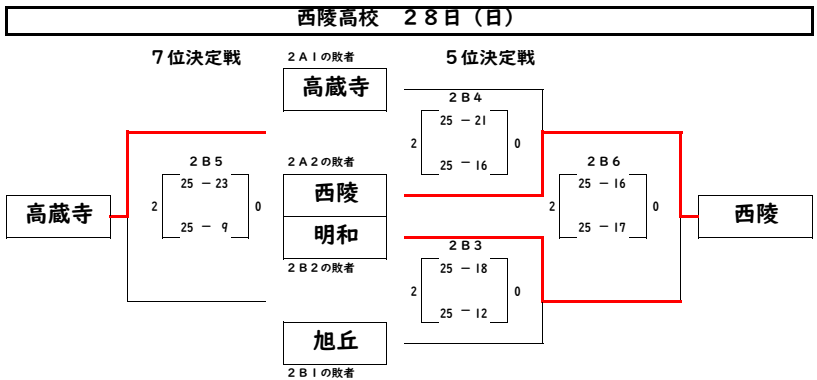 西陵高校　２８日（日）
７位決定戦
２Ａ１の敗者
５位決定戦
高蔵寺
２Ｂ４
25 － 21
2
0
25 － 16
２Ｂ５
25 － 23
2
0
25 － 9
２Ａ２の敗者
西陵
２Ｂ６
25 － 16
2
0
25 － 17
高蔵寺
西陵
明和
２Ｂ２の敗者
２Ｂ３
25 － 18
2
0
25 － 12
旭丘
２Ｂ１の敗者